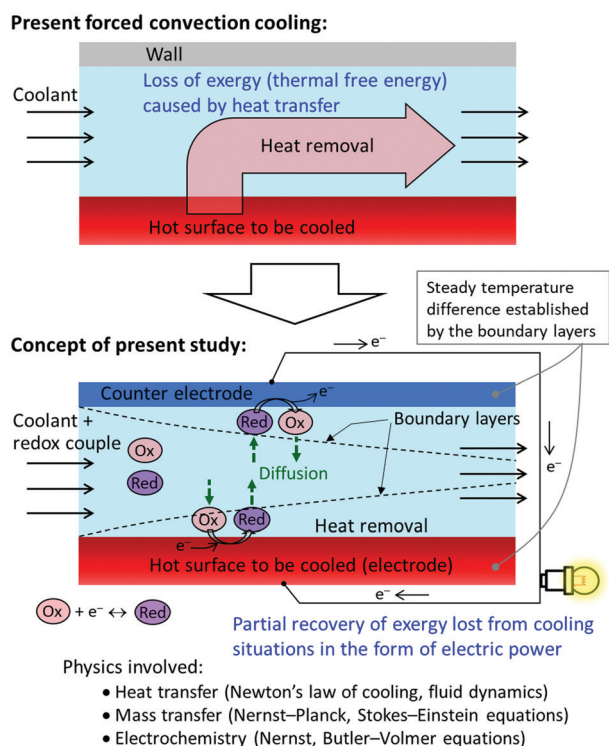 Present forced convection cooling:
Wall
Loss of exergy (thermal free energy)
caused by heat transfer
Coolant
Heat removal
Hot surface to be cooled
Steady temperature
difference established
by the boundary layers
Concept of present study:
e⁻
Counter electrode
e⁻
Coolant +
redox couple
Red
Ox
Boundary layers
Ox
e⁻
Red
Diffusion
Ox
Red
Heat removal
e⁻
Hot surface to be cooled (electrode)
e⁻
Ox + e⁻ ↔ Red
Partial recovery of exergy lost from cooling
situations in the form of electric power
Physics involved:
• Heat transfer (Newton’s law of cooling, fluid dynamics)
• Mass transfer (Nernst–Planck, Stokes–Einstein equations)
• Electrochemistry (Nernst, Butler–Volmer equations)